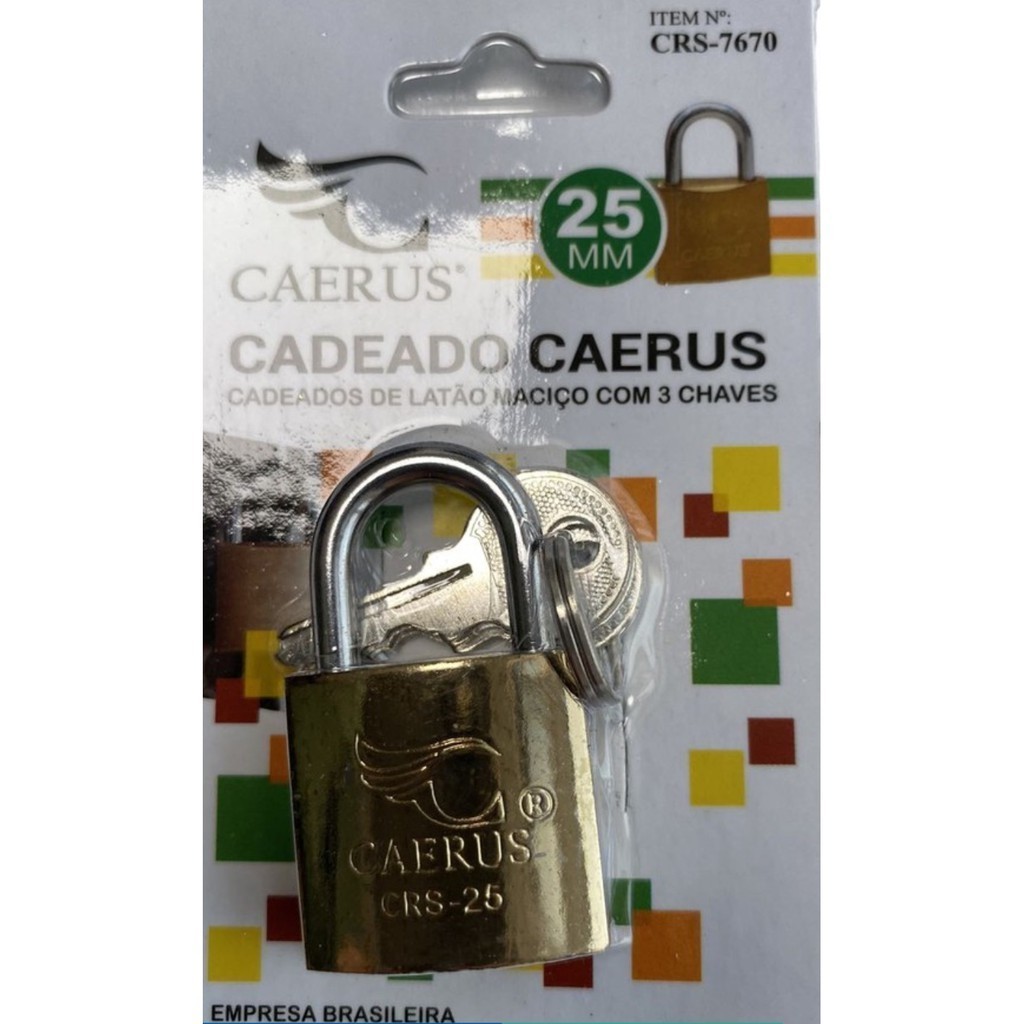 ITEM Nº:
CRS-7670
25
MM
CAERUS
CADEADO CAERUS
CADEADOS DE LATÃO MACIÇO COM 3 CHAVES
CAERUS®
CRS-25
EMPRESA BRASILEIRA